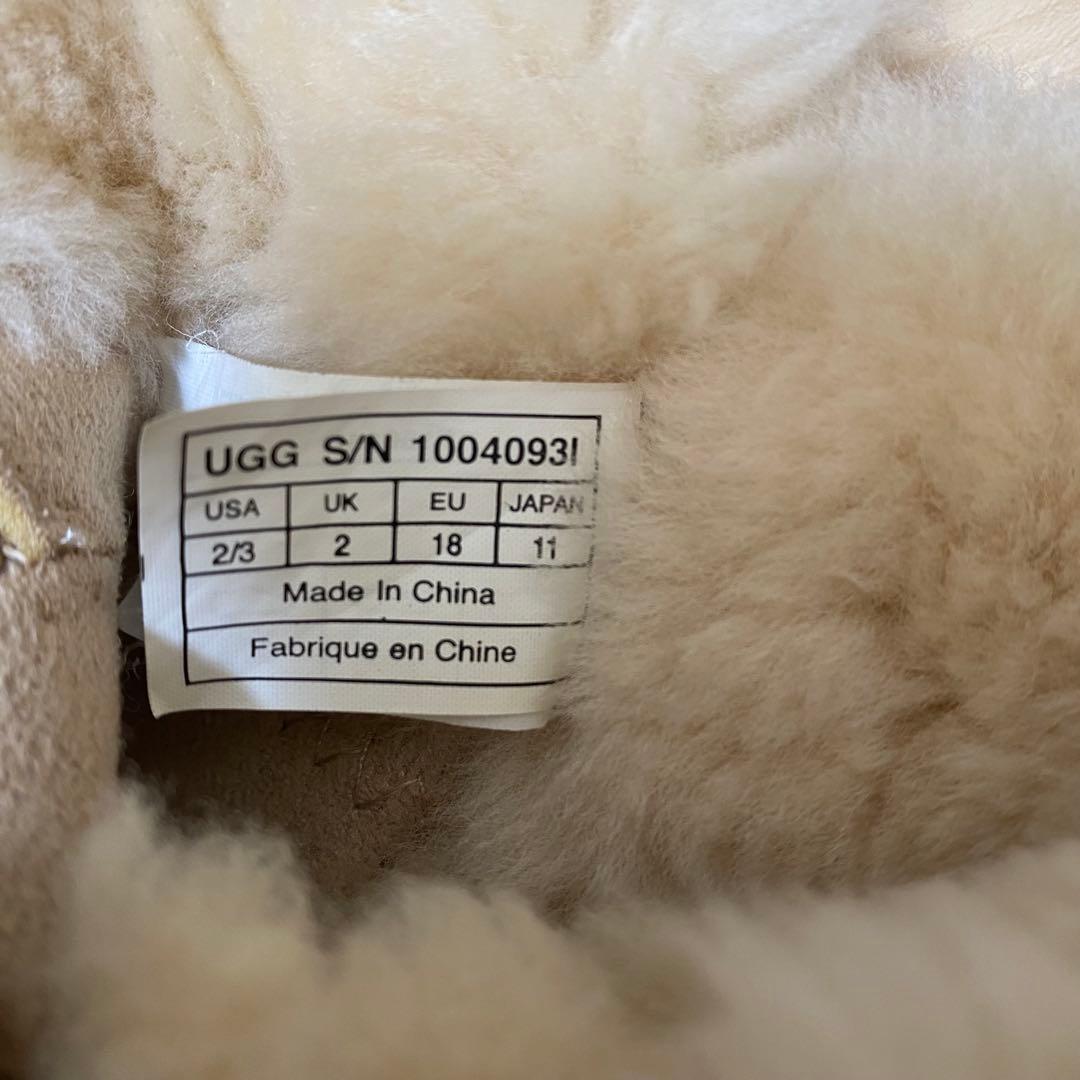 UGG S/N 1004093I
USA UK EU JAPAN
2/3 2 18 11
Made In China
Fabrique en Chine